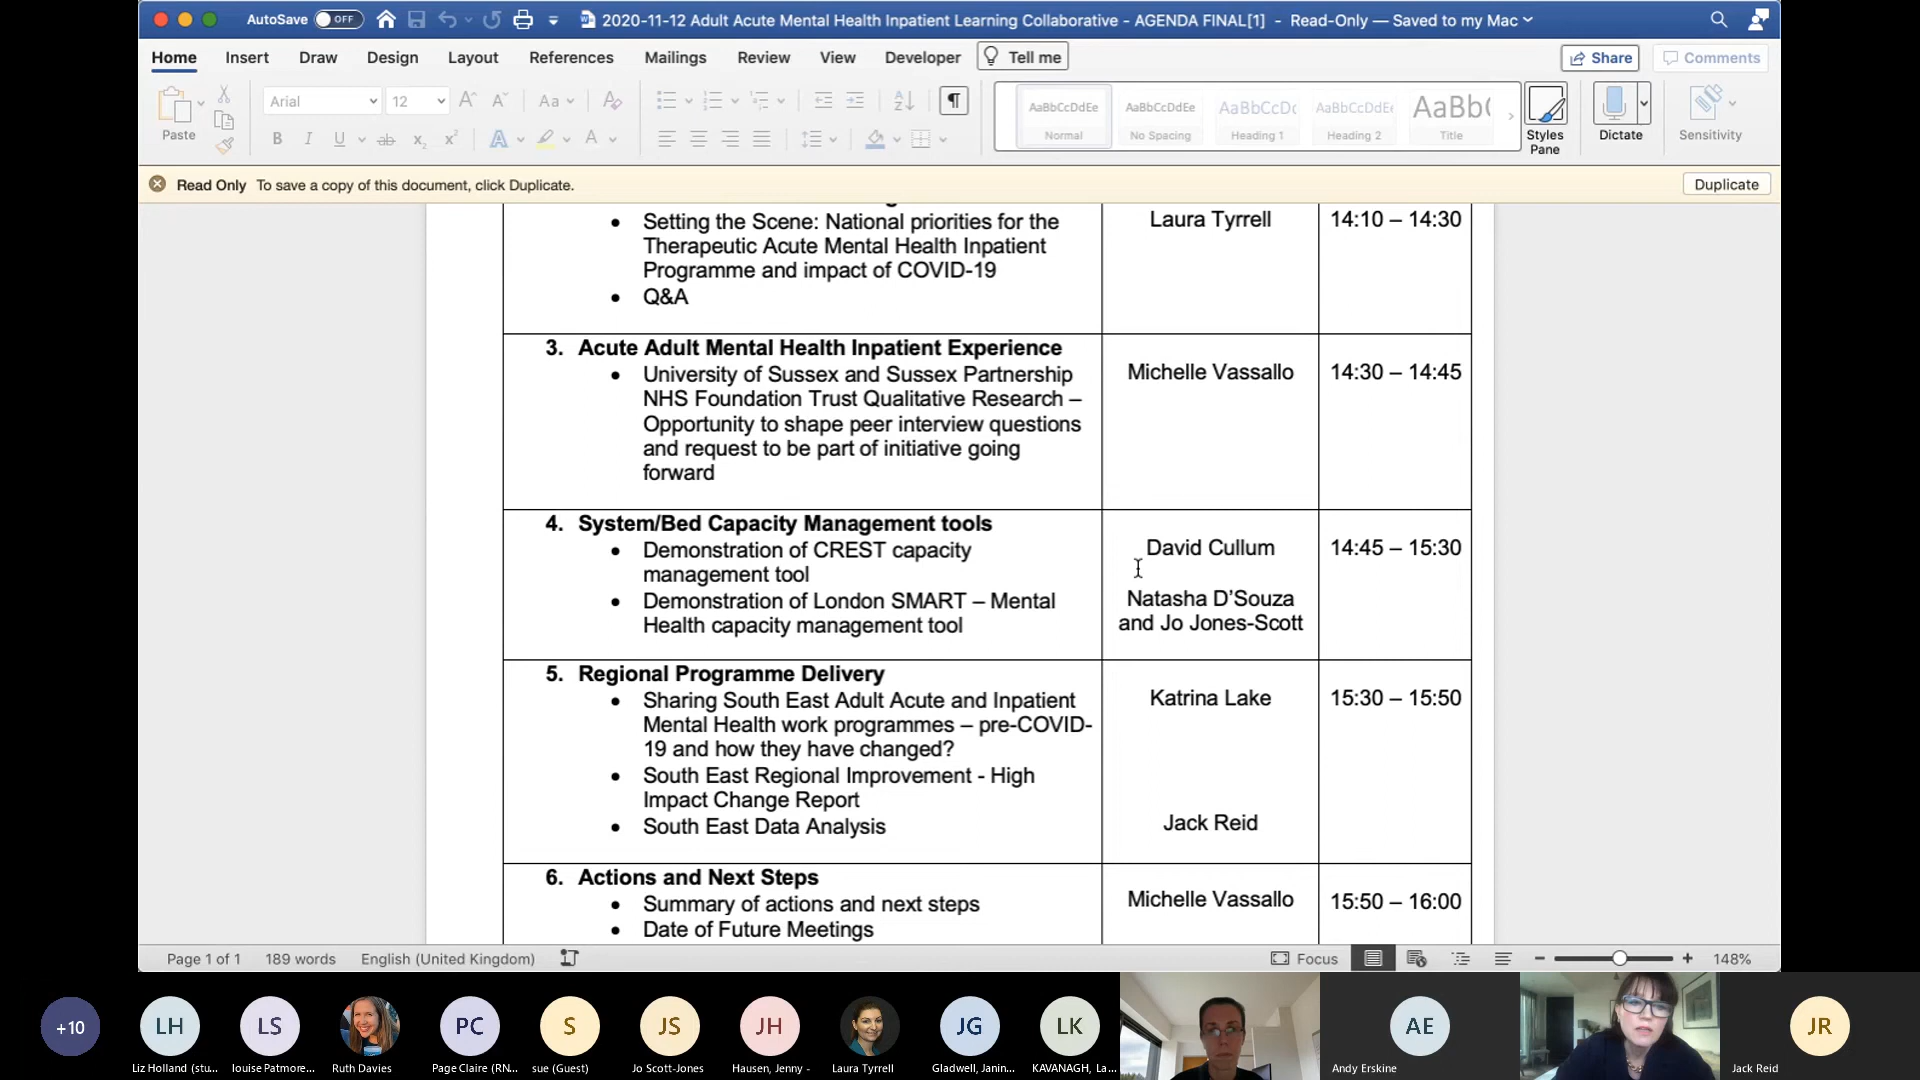 AutoSave OFF
2020-11-12 Adult Acute Mental Health Inpatient Learning Collaborative - AGENDA FINAL[1] - Read-Only — Saved to my Mac
Home Insert Draw Design Layout References Mailings Review View Developer Tell me
Share Comments
Paste
Arial 12
AaBbCcDdEe Normal
AaBbCcDdEe No Spacing
AaBbCcDc Heading 1
AaBbCcDdEe Heading 2
AaBb( Title
Styles Pane
Dictate
Sensitivity
Read Only To save a copy of this document, click Duplicate.
Duplicate
• Setting the Scene: National priorities for the
Therapeutic Acute Mental Health Inpatient
Programme and impact of COVID-19
• Q&A
Laura Tyrrell
14:10 – 14:30
3. Acute Adult Mental Health Inpatient Experience
• University of Sussex and Sussex Partnership
NHS Foundation Trust Qualitative Research –
Opportunity to shape peer interview questions
and request to be part of initiative going
forward
Michelle Vassallo
14:30 – 14:45
4. System/Bed Capacity Management tools
• Demonstration of CREST capacity
management tool
• Demonstration of London SMART – Mental
Health capacity management tool
David Cullum
Natasha D’Souza
and Jo Jones-Scott
14:45 – 15:30
5. Regional Programme Delivery
• Sharing South East Adult Acute and Inpatient
Mental Health work programmes – pre-COVID-
19 and how they have changed?
• South East Regional Improvement - High
Impact Change Report
• South East Data Analysis
Katrina Lake
Jack Reid
15:30 – 15:50
6. Actions and Next Steps
• Summary of actions and next steps
• Date of Future Meetings
Michelle Vassallo
15:50 – 16:00
Page 1 of 1 189 words English (United Kingdom)
Focus
148%
+10
LH
LS
PC
S
JS
JH
JG
LK
AE
JR
Liz Holland (stu...
louise Patmore...
Ruth Davies
Page Claire (RN...
sue (Guest)
Jo Scott-Jones
Hausen, Jenny -
Laura Tyrrell
Gladwell, Janin...
KAVANAGH, La...
Andy Erskine
Jack Reid